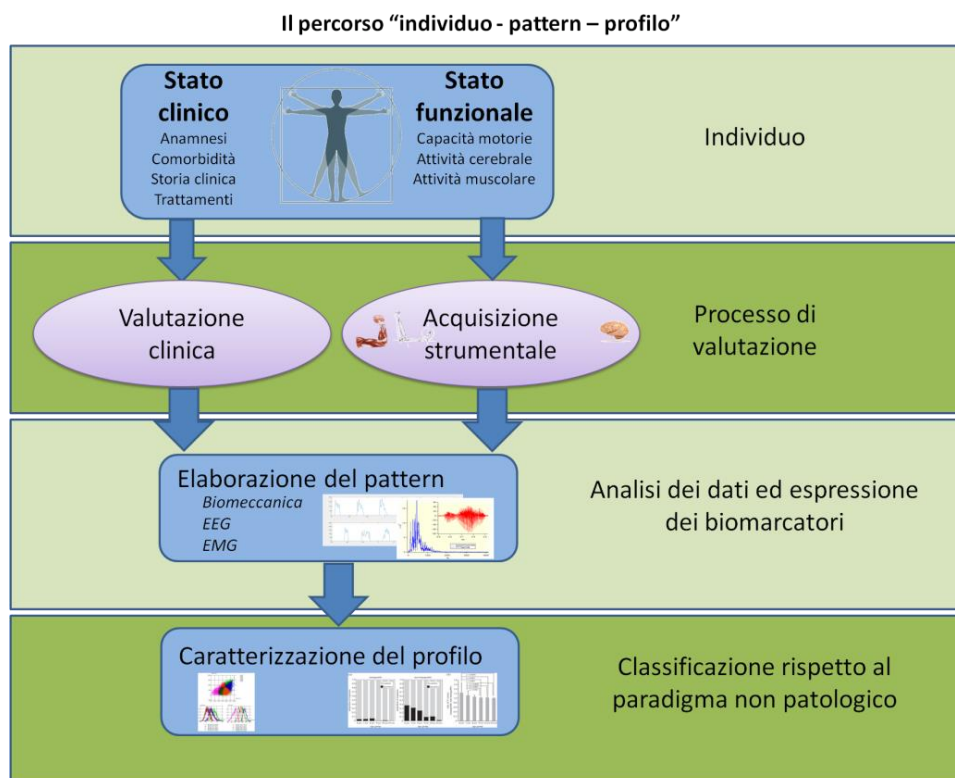 Il percorso “individuo - pattern – profilo”
Stato
clinico
Anamnesi
Comorbidità
Storia clinica
Trattamenti
Stato
funzionale
Capacità motorie
Attività cerebrale
Attività muscolare
Individuo
Valutazione
clinica
Acquisizione
strumentale
Processo di
valutazione
Elaborazione del pattern
Biomeccanica
EEG
EMG
Analisi dei dati ed espressione
dei biomarcatori
Caratterizzazione del profilo
Classificazione rispetto al
paradigma non patologico